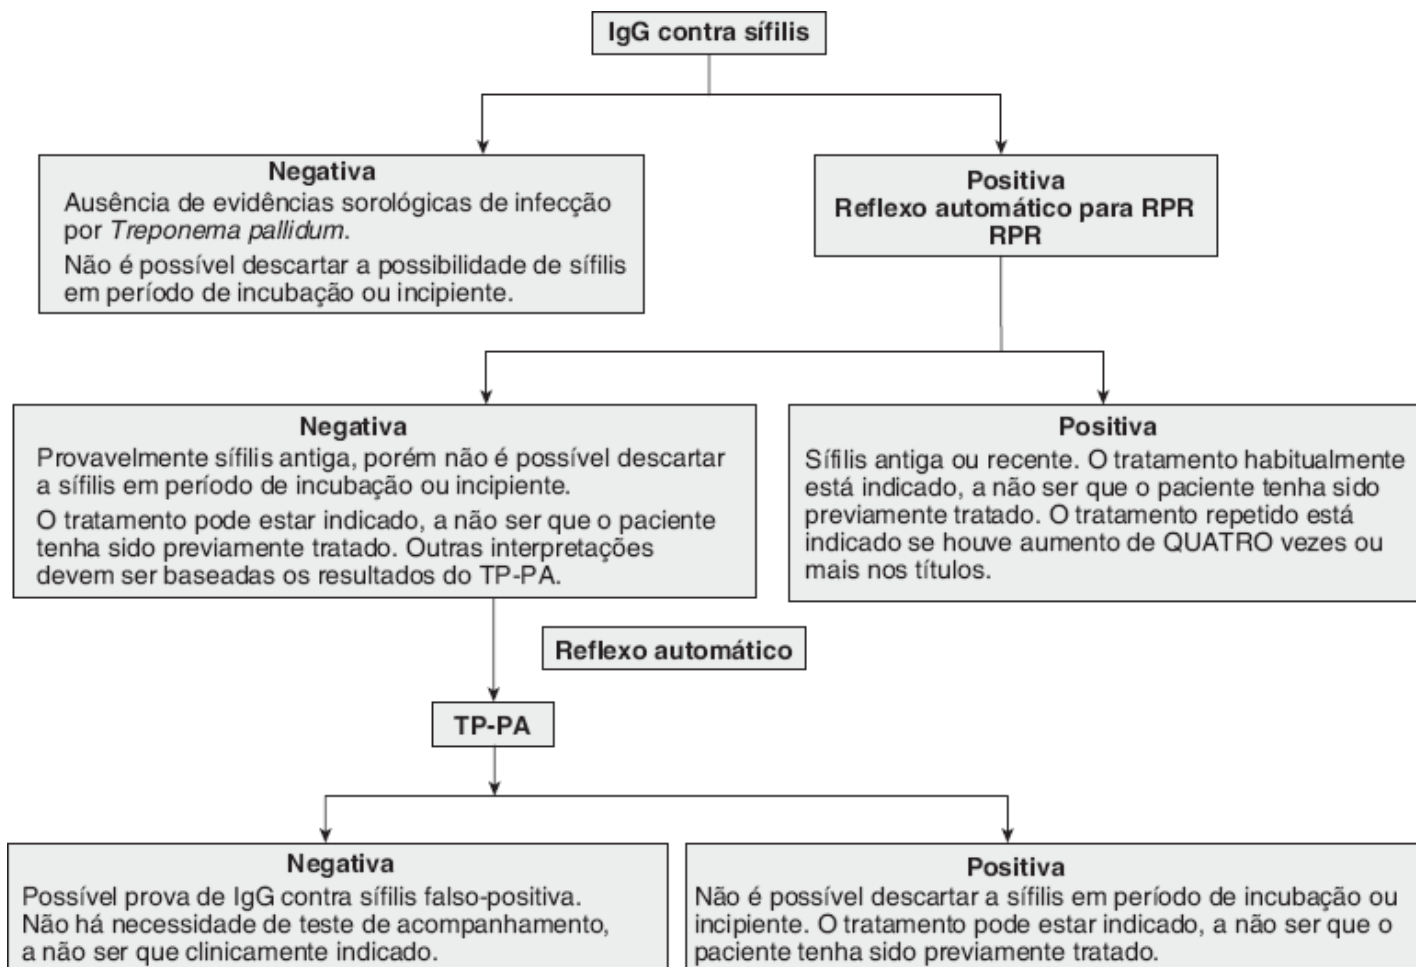 IgG contra sífilis
Negativa
Ausência de evidências sorológicas de infecção
por Treponema pallidum.
Não é possível descartar a possibilidade de sífilis
em período de incubação ou incipiente.
Positiva
Reflexo automático para RPR
RPR
Negativa
Provavelmente sífilis antiga, porém não é possível descartar
a sífilis em período de incubação ou incipiente.
O tratamento pode estar indicado, a não ser que o paciente
tenha sido previamente tratado. Outras interpretações
devem ser baseadas os resultados do TP-PA.
Positiva
Sífilis antiga ou recente. O tratamento habitualmente
está indicado, a não ser que o paciente tenha sido
previamente tratado. O tratamento repetido está
indicado se houve aumento de QUATRO vezes ou
mais nos títulos.
Reflexo automático
TP-PA
Negativa
Possível prova de IgG contra sífilis falso-positiva.
Não há necessidade de teste de acompanhamento,
a não ser que clinicamente indicado.
Positiva
Não é possível descartar a sífilis em período de incubação ou
incipiente. O tratamento pode estar indicado, a não ser que o
paciente tenha sido previamente tratado.